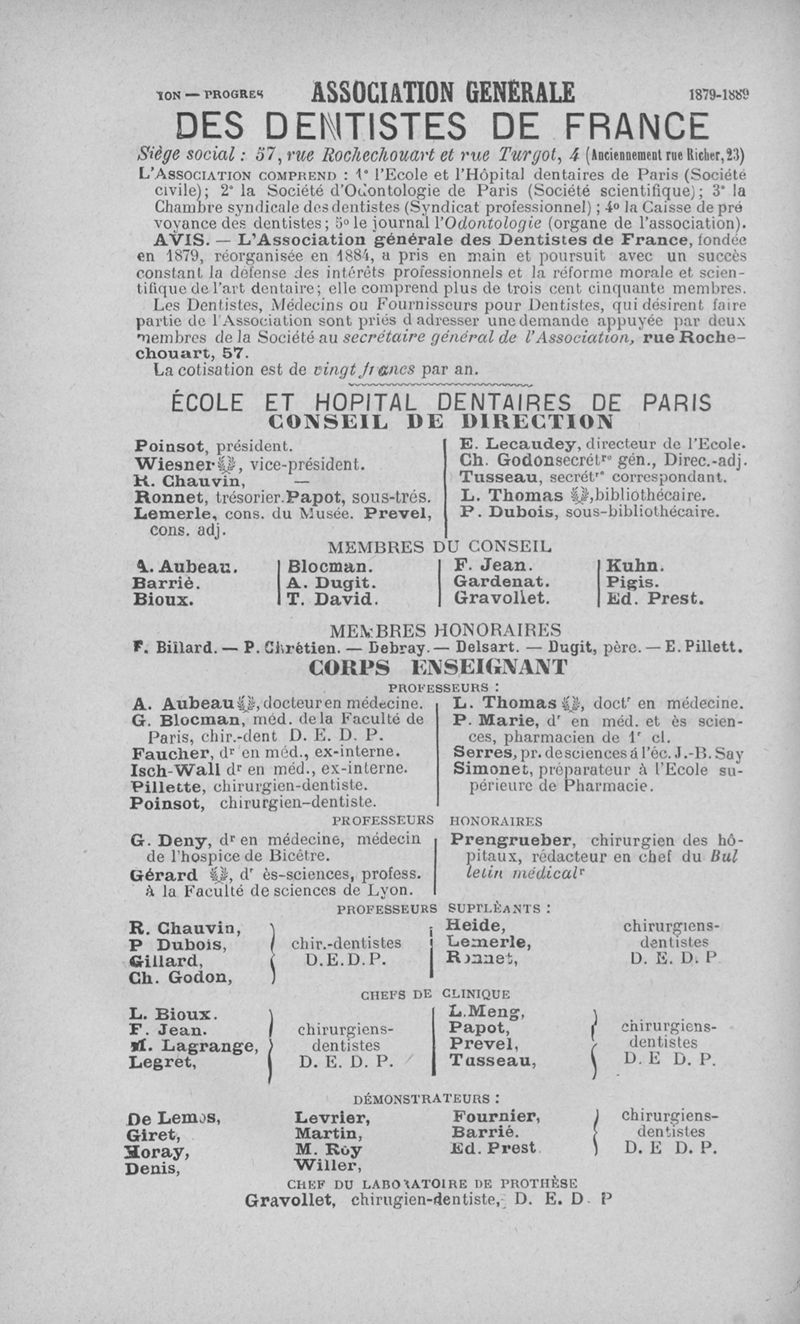 ION — PROGRES ASSOCIATION GENERALE 1879-1889
DES DENTISTES DE FRANCE
Siège social : 57, rue Rochechouart et rue Turgot, 4 (Anciennement rue Richer, 23)
L'ASSOCIATION COMPREND : 1° l'Ecole et l'Hôpital dentaires de Paris (Société
civile); 2° la Société d'Odontologie de Paris (Société scientifique); 3° la
Chambre syndicale des dentistes (Syndicat professionnel) ; 4° la Caisse de pré
voyance des dentistes; 5° le journal l'Odontologie (organe de l'association).
AVIS. — L'Association générale des Dentistes de France, fondée
en 1879, réorganisée en 1884, a pris en main et poursuit avec un succès
constant la défense des intérêts professionnels et la réforme morale et scien-
tifique de l'art dentaire; elle comprend plus de trois cent cinquante membres.
Les Dentistes, Médecins ou Fournisseurs pour Dentistes, qui désirent faire
partie de l'Association sont priés d adresser une demande appuyée par deux
membres de la Société au secrétaire général de l'Association, rue Roche-
chouart, 57.
La cotisation est de vingt francs par an.
ÉCOLE ET HOPITAL DENTAIRES DE PARIS
CONSEIL DE DIRECTION
Poinsot, président.
Wiesner, vice-président.
H. Chauvin, —
Ronnet, trésorier. Papot, sous-trés.
Lemerle, cons. du Musée. Prevel,
cons. adj.
E. Lecaudey, directeur de l'Ecole.
Ch. Godon secrétre gén., Direc.-adj.
Tusseau, secrétre correspondant.
L. Thomas, bibliothécaire.
P. Dubois, sous-bibliothécaire.
MEMBRES DU CONSEIL
A. Aubeau. Blocman. F. Jean. Kuhn.
Barriè. A. Dugit. Gardenat. Pigis.
Bioux. T. David. Gravollet. Ed. Prest.
MEMBRES HONORAIRES
F. Billard. — P. Chrétien. — Debray. — Delsart. — Dugit, père. — E. Pillett.
CORPS ENSEIGNANT
PROFESSEURS :
A. Aubeau, docteur en médecine.
G. Blocman, méd. de la Faculté de
Paris, chir.-dent D. E. D. P.
Faucher, dr en méd., ex-interne.
Isch-Wall dr en méd., ex-interne.
Pillette, chirurgien-dentiste.
Poinsot, chirurgien-dentiste.
L. Thomas, doctr en médecine.
P. Marie, dr en méd. et ès scien-
ces, pharmacien de 1r cl.
Serres, pr. de sciences à l'éc. J.-B. Say
Simonet, préparateur à l'Ecole su-
périeure de Pharmacie.
PROFESSEURS HONORAIRES
G. Deny, dr en médecine, médecin
de l'hospice de Bicêtre.
Gérard, dr ès-sciences, profess.
à la Faculté de sciences de Lyon.
Prengrueber, chirurgien des hô-
pitaux, rédacteur en chef du Bul
letin médical
PROFESSEURS SUPPLÉANTS :
R. Chauvin,
P Dubois,
Gillard,
Ch. Godon,
chir.-dentistes
D.E.D.P.
Heide,
Lemerle,
Ronnet,
chirurgiens-
dentistes
D. E. D. P
CHEFS DE CLINIQUE
L. Bioux.
F. Jean.
M. Lagrange,
Legret,
chirurgiens-
dentistes
D. E. D. P.
L. Meng,
Papot,
Prevel,
Tusseau,
chirurgiens-
dentistes
D. E D. P.
DÉMONSTRATEURS :
De Lemos,
Giret,
Horay,
Denis,
Levrier,
Martin,
M. Roy
Willer,
Fournier,
Barrié.
Ed. Prest
chirurgiens-
dentistes
D. E D. P.
CHEF DU LABORATOIRE DE PROTHÈSE
Gravollet, chirugien-dentiste, D. E. D. P